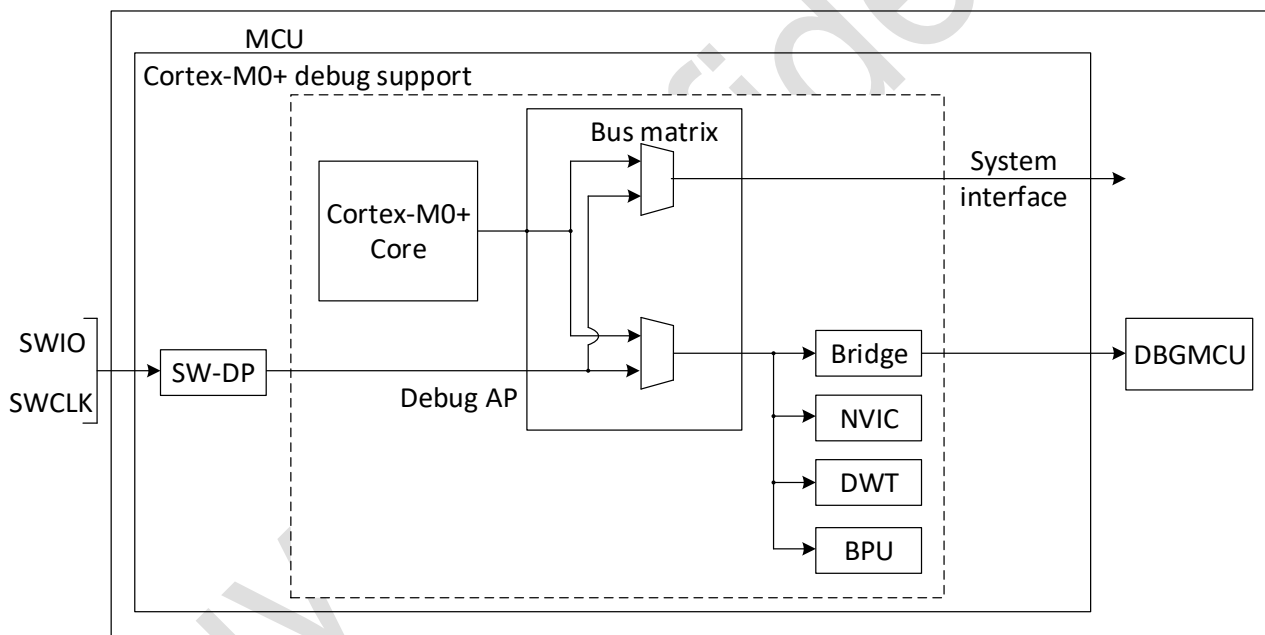 MCU
Cortex-M0+ debug support
Bus matrix
Cortex-M0+
Core
System
interface
SWIO
SWCLK
SW-DP
Debug AP
Bridge
DBGMCU
NVIC
DWT
BPU